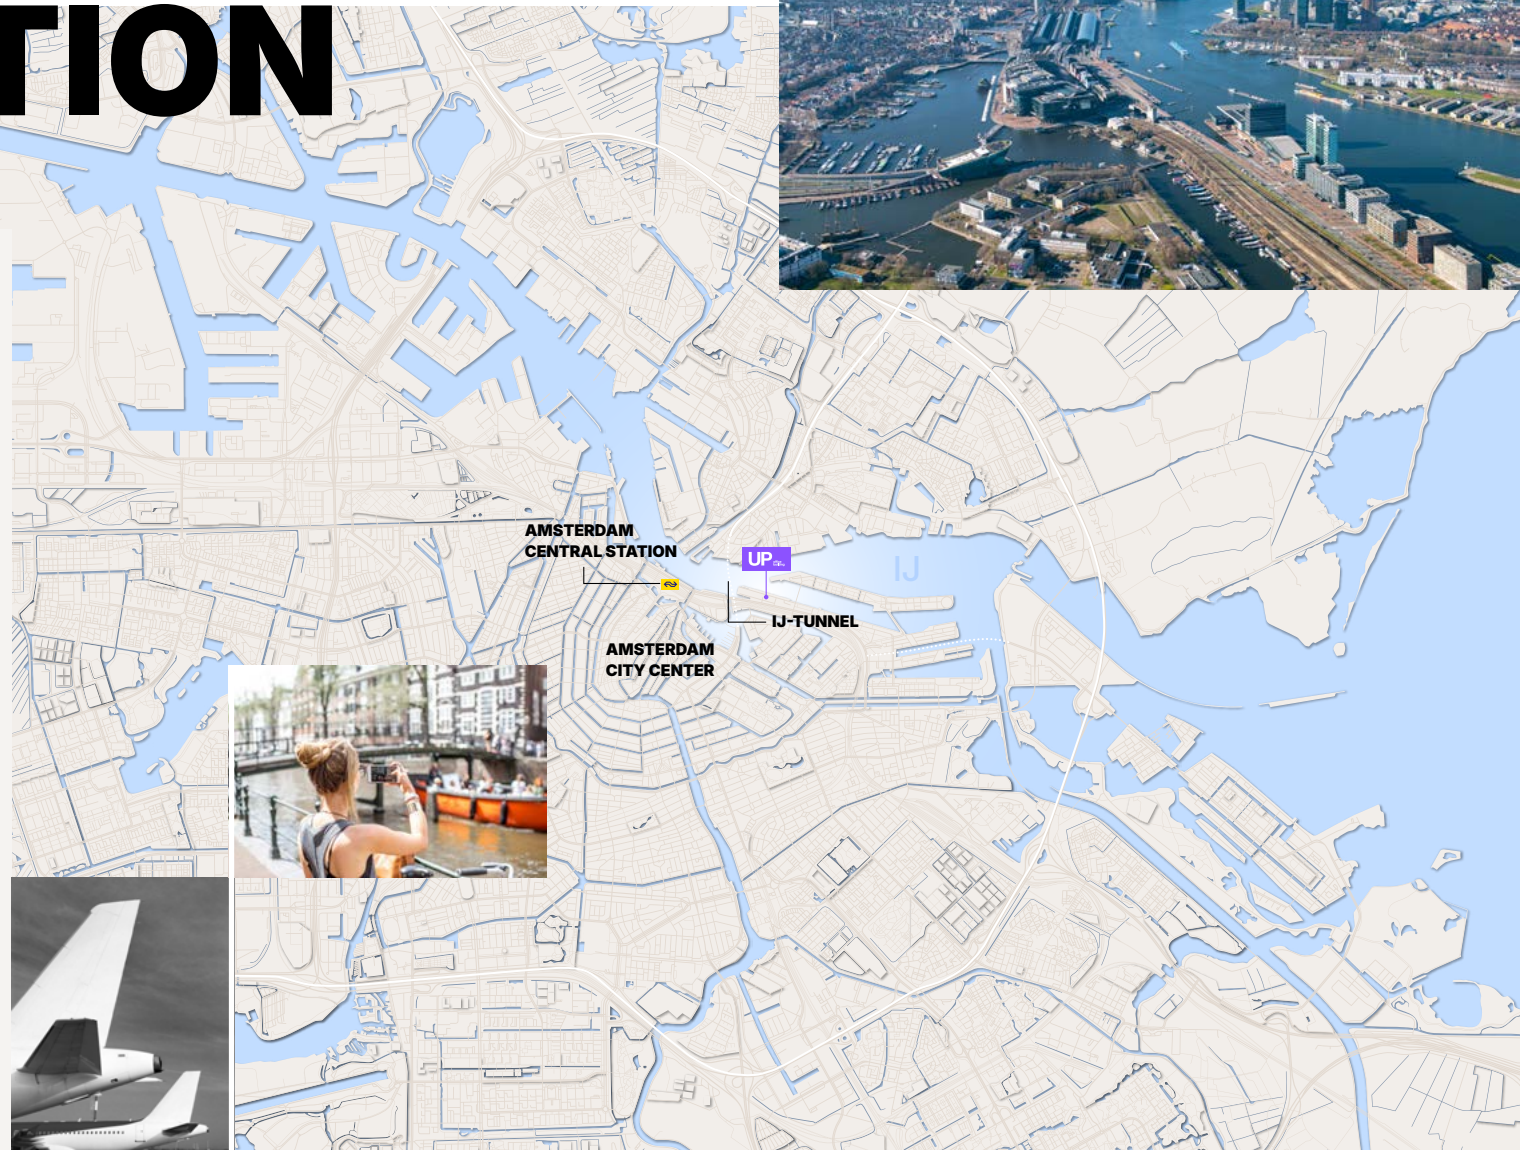 TION
AMSTERDAM
CENTRAL STATION
UP
IJ
IJ-TUNNEL
AMSTERDAM
CITY CENTER